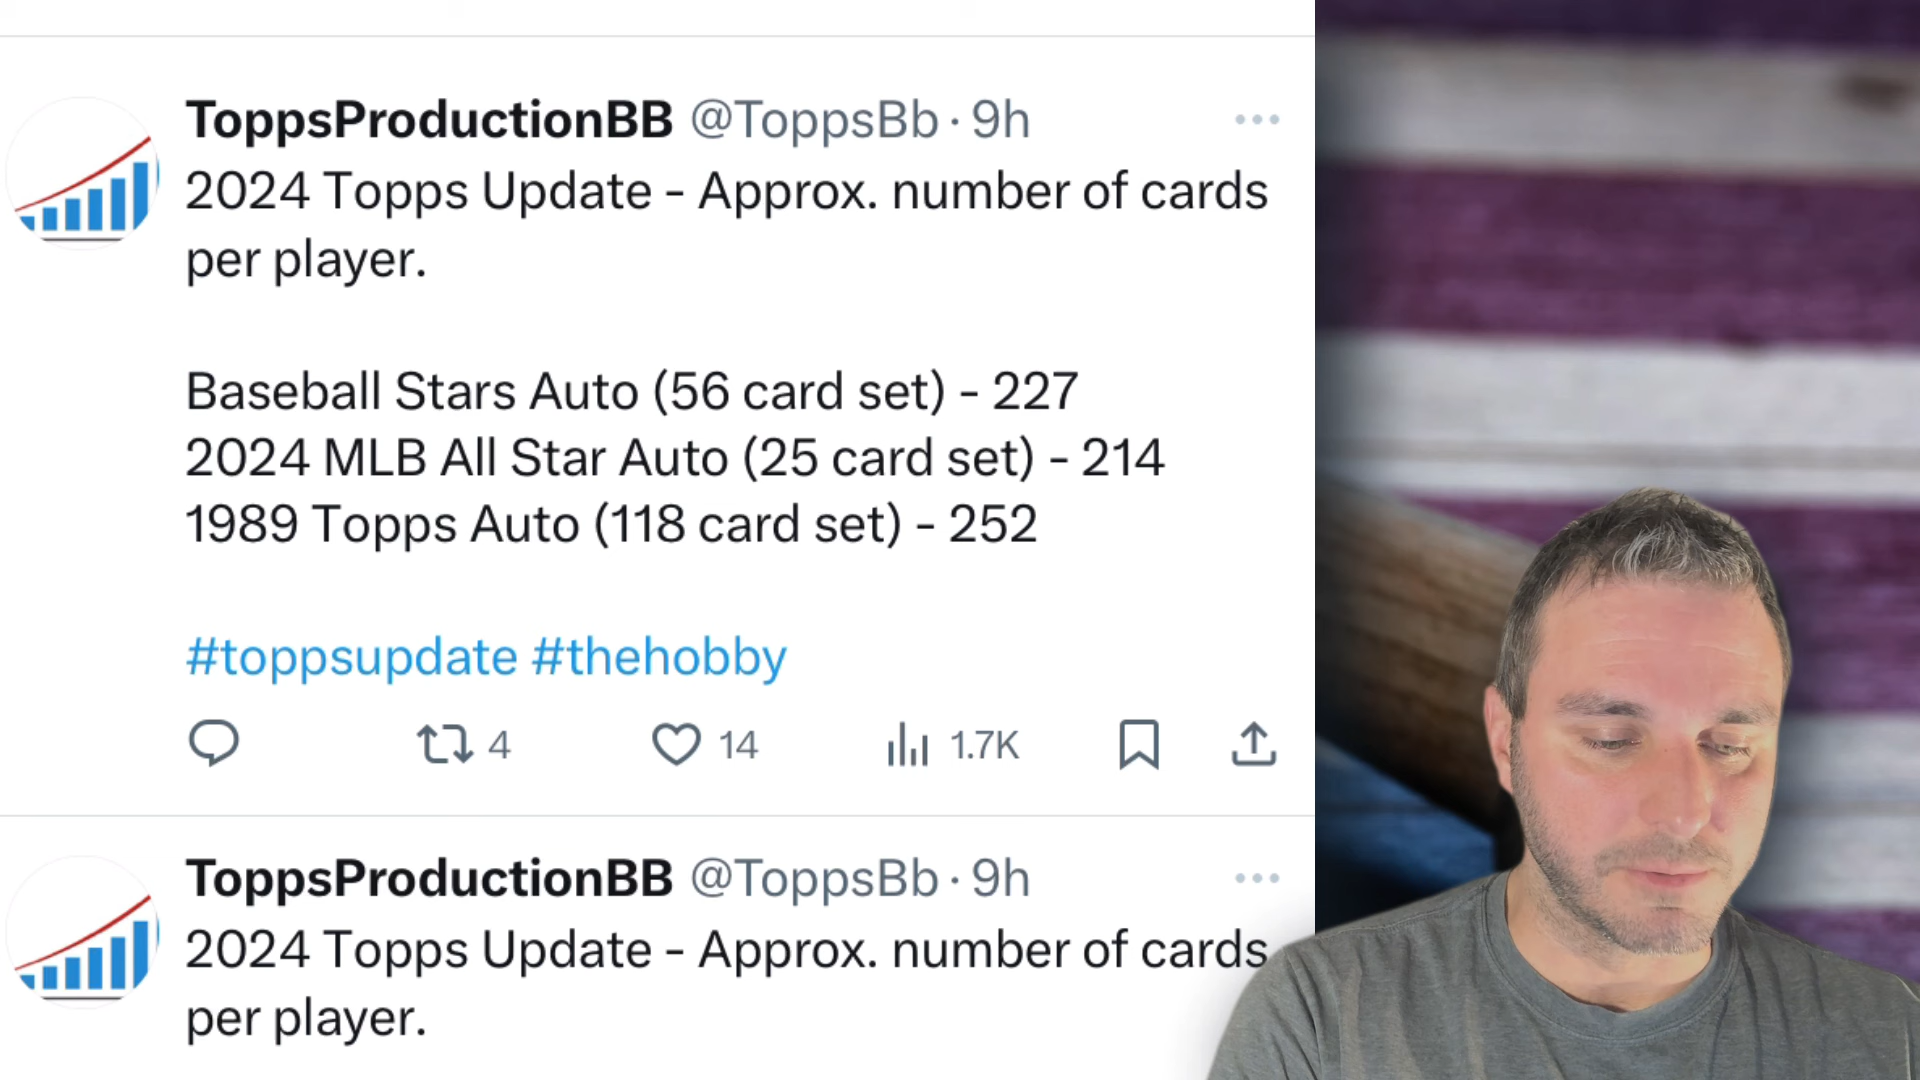 ToppsProductionBB @ToppsBb · 9h
2024 Topps Update - Approx. number of cards
per player.
Baseball Stars Auto (56 card set) - 227
2024 MLB All Star Auto (25 card set) - 214
1989 Topps Auto (118 card set) - 252
#toppsupdate #thehobby
4 14 1.7K
ToppsProductionBB @ToppsBb · 9h
2024 Topps Update - Approx. number of cards
per player.